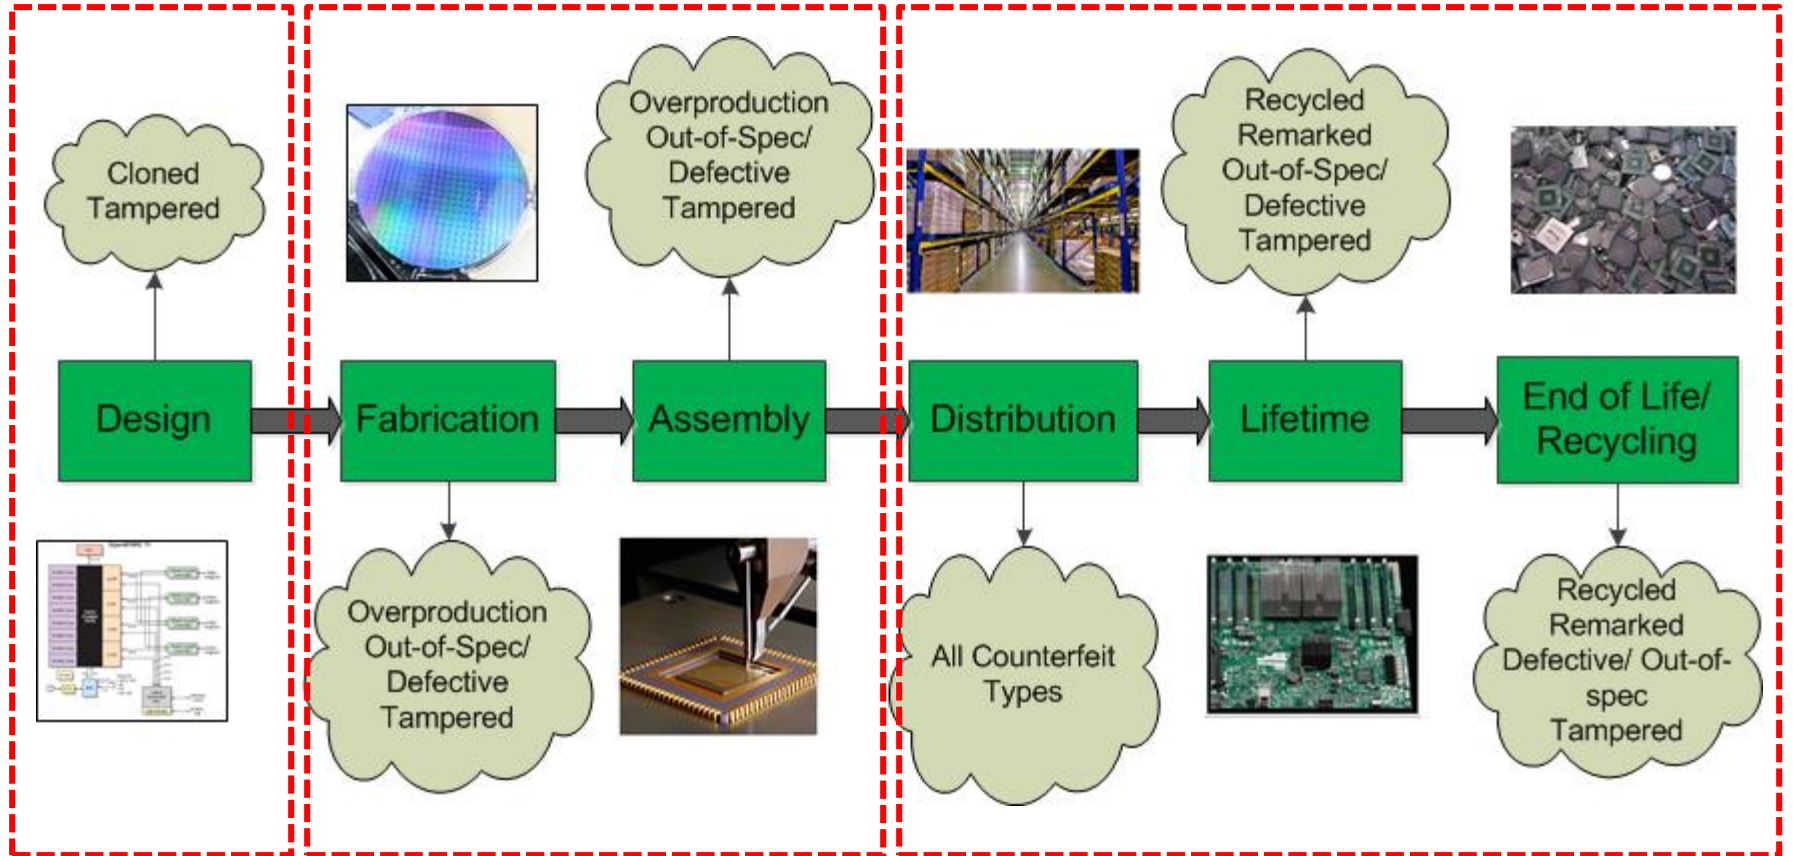 Cloned
Tampered
Overproduction
Out-of-Spec/
Defective
Tampered
Recycled
Remarked
Out-of-Spec/
Defective
Tampered
Design
Fabrication
Assembly
Distribution
Lifetime
End of Life/
Recycling
Overproduction
Out-of-Spec/
Defective
Tampered
All Counterfeit
Types
Recycled
Remarked
Defective/ Out-of-
spec
Tampered